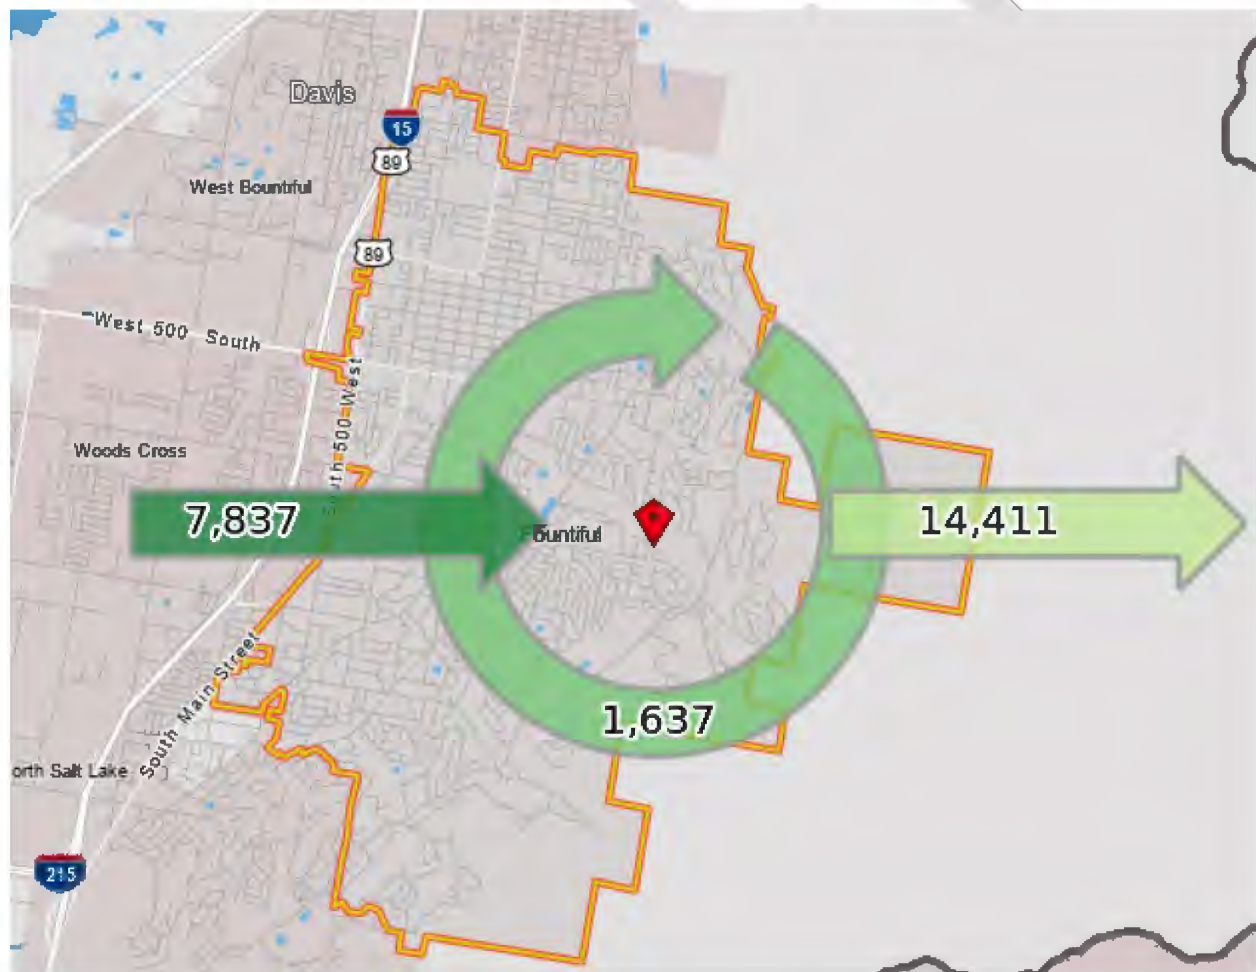 Davis
15
89
West Bountiful
89
West 500 South
South 500 West
Woods Cross
7,837
Bountiful
14,411
1,637
South Main Street
orth Salt Lake
215